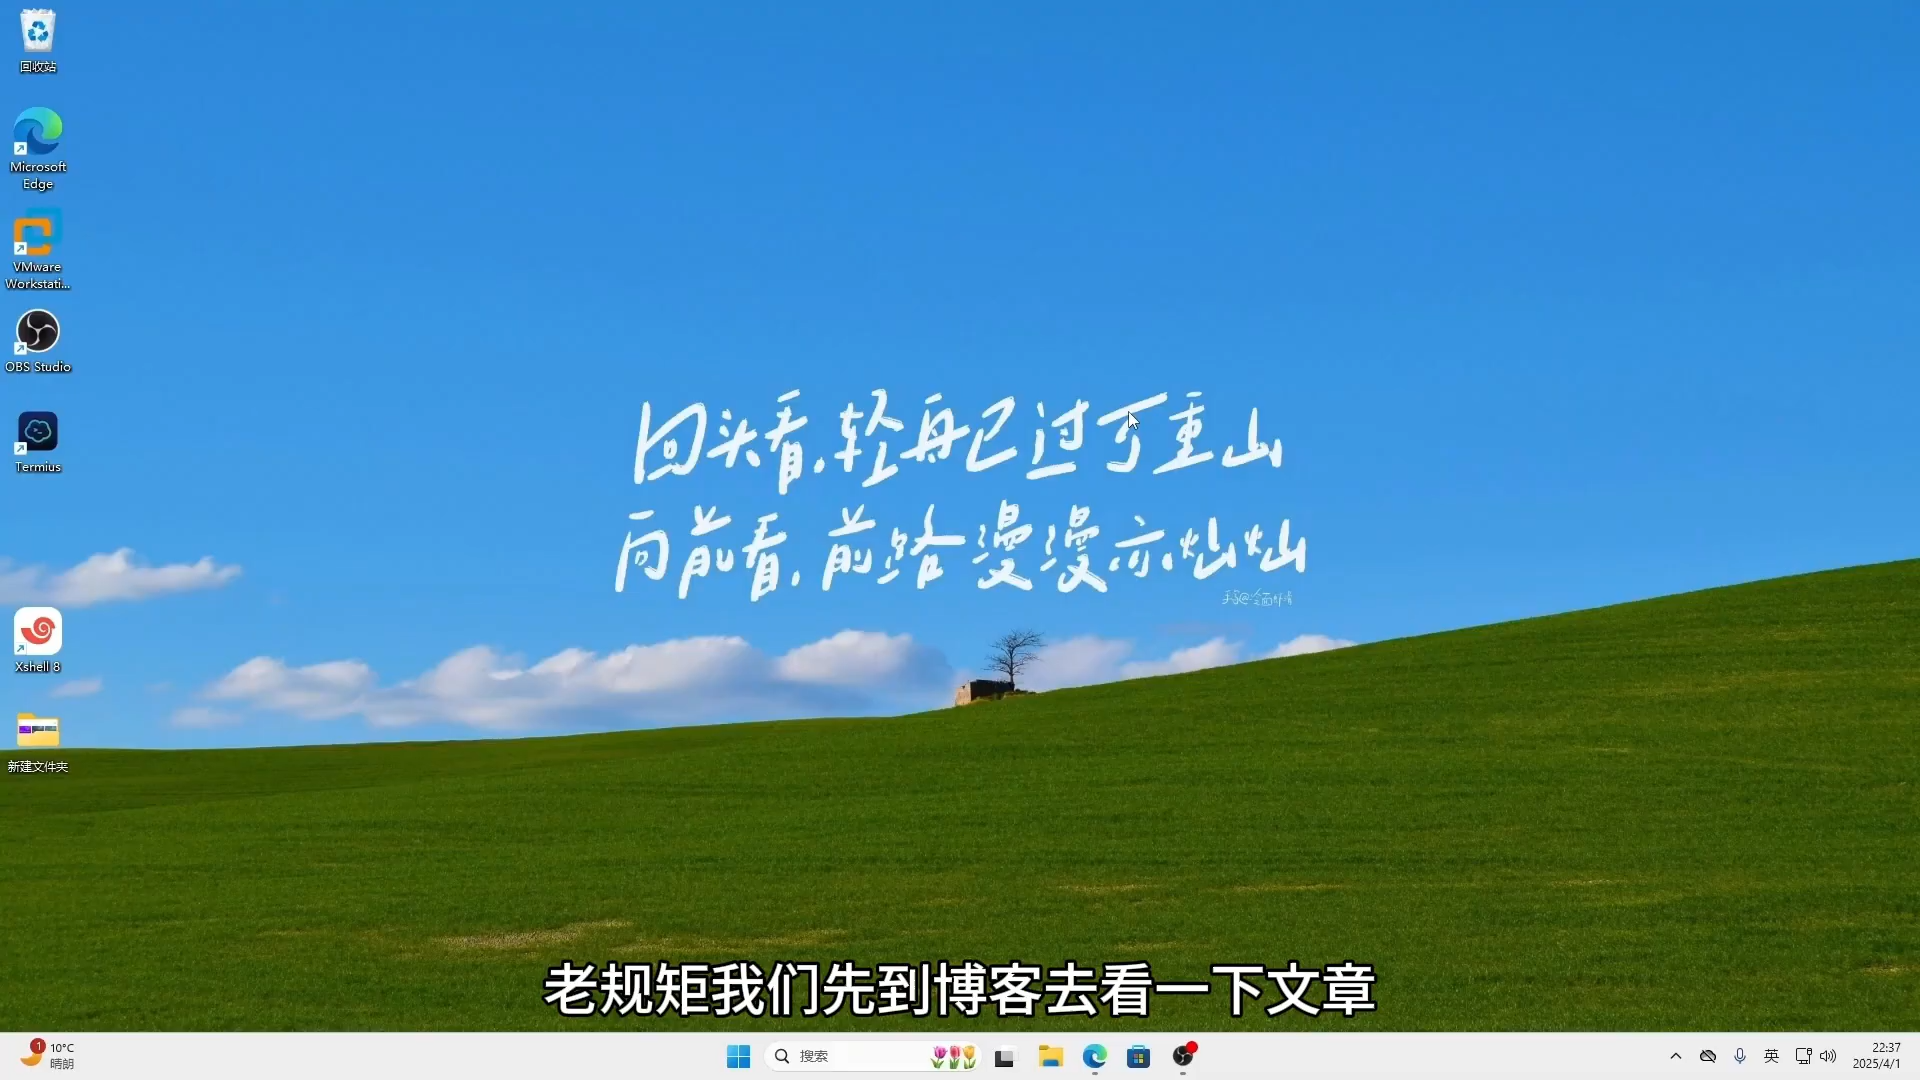 回收站
Microsoft
Edge
VMware
Workstati...
OBS Studio
Termius
Xshell 8
新建文件夹
回头看,轻舟已过万重山
向前看,前路漫漫亦灿灿
老规矩我们先到博客去看一下文章
1
10°C
晴朗
搜索
英
22:37
2025/4/1